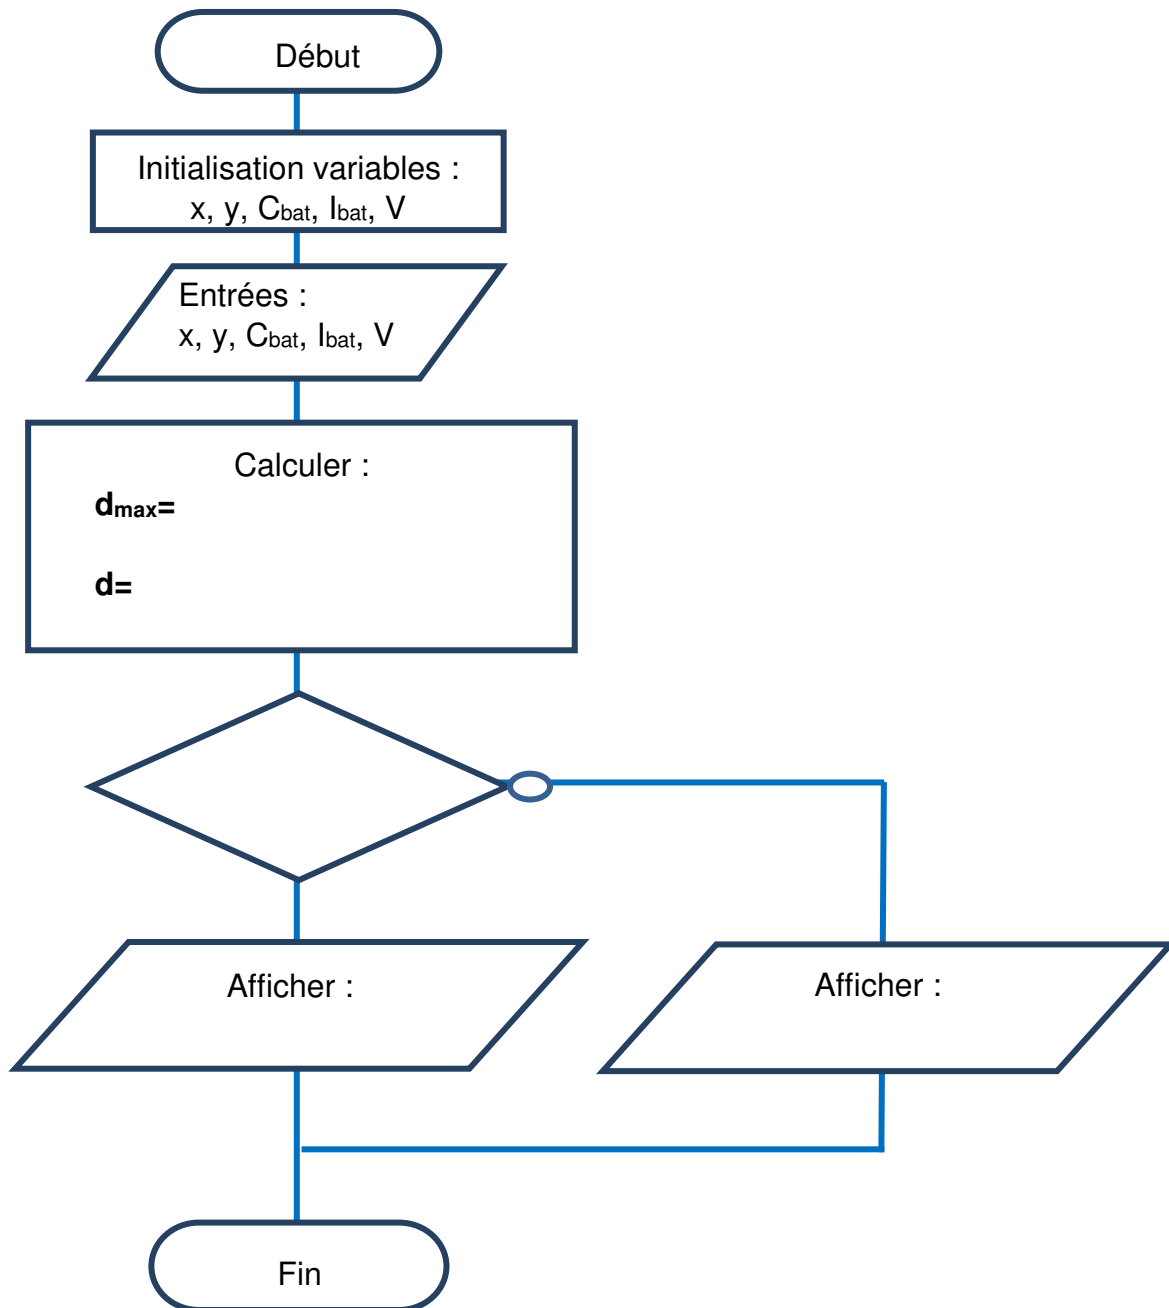 Début
Initialisation variables :
x, y, Cbat, Ibat, V
Entrées :
x, y, Cbat, Ibat, V
Calculer :
dmax=
d=
Afficher :
Afficher :
Fin